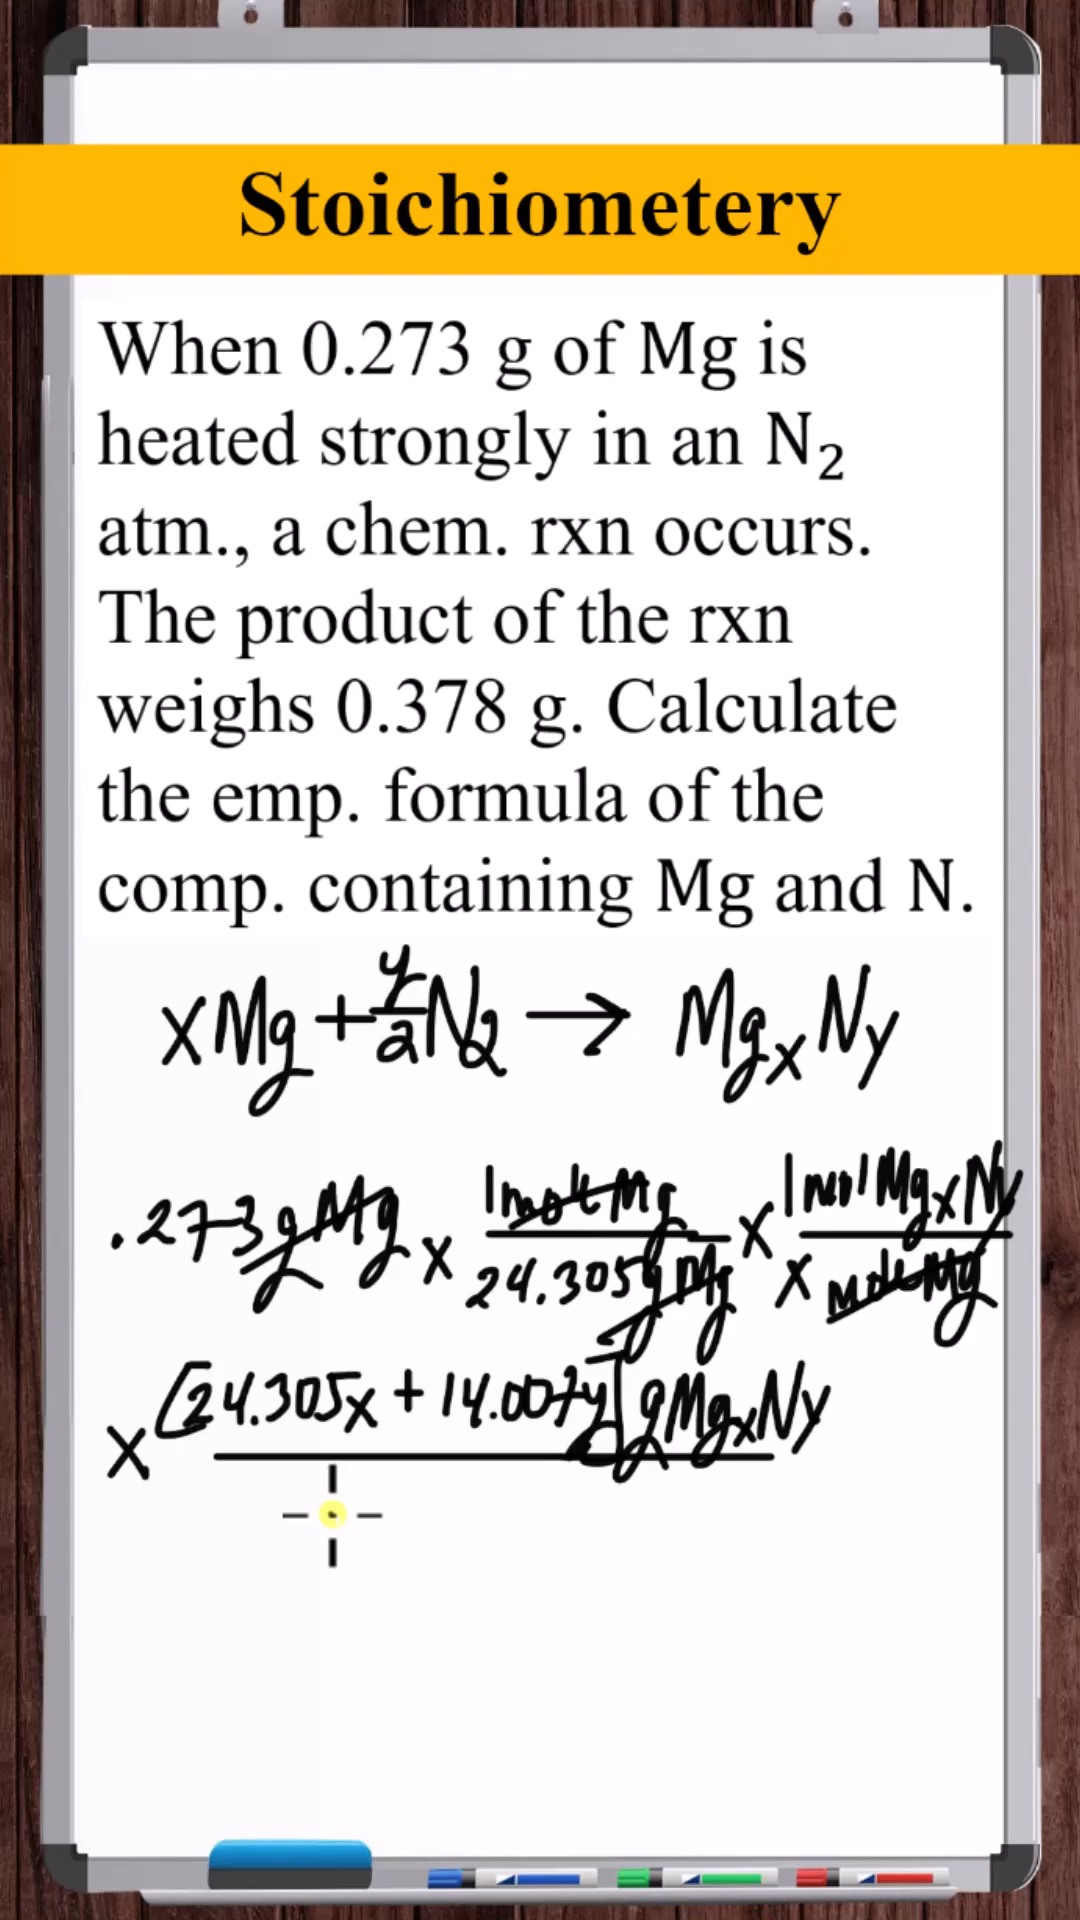 Stoichiometery
When 0.273 g of Mg is
heated strongly in an N₂
atm., a chem. rxn occurs.
The product of the rxn
weighs 0.378 g. Calculate
the emp. formula of the
comp. containing Mg and N.
xMg + y/2 N₂ → MgₓNy
.273g Mg x 1 mol Mg / 24.305g Mg x 1 mol MgₓNy / x mol Mg
x [24.305x + 14.007y] g MgₓNy